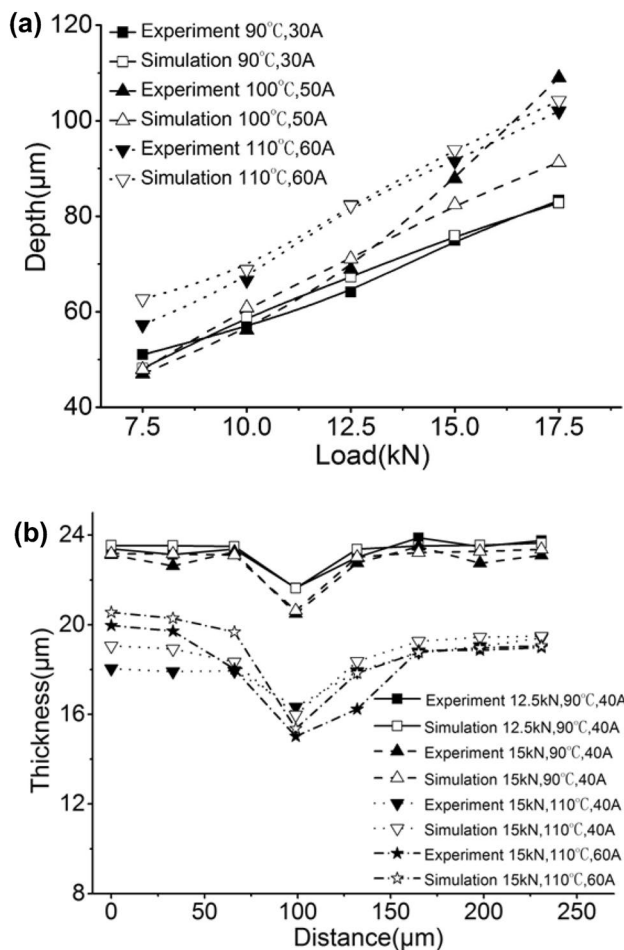 (a)
120
100
80
60
40
Depth(μm)
Experiment 90℃,30A
Simulation 90℃,30A
Experiment 100℃,50A
Simulation 100℃,50A
Experiment 110℃,60A
Simulation 110℃,60A
7.5 10.0 12.5 15.0 17.5
Load(kN)
(b)
24
20
16
12
8
Thickness(μm)
Experiment 12.5kN,90℃,40A
Simulation 12.5kN,90℃,40A
Experiment 15kN,90℃,40A
Simulation 15kN,90℃,40A
Experiment 15kN,110℃,40A
Simulation 15kN,110℃,40A
Experiment 15kN,110℃,60A
Simulation 15kN,110℃,60A
0 50 100 150 200 250
Distance(μm)